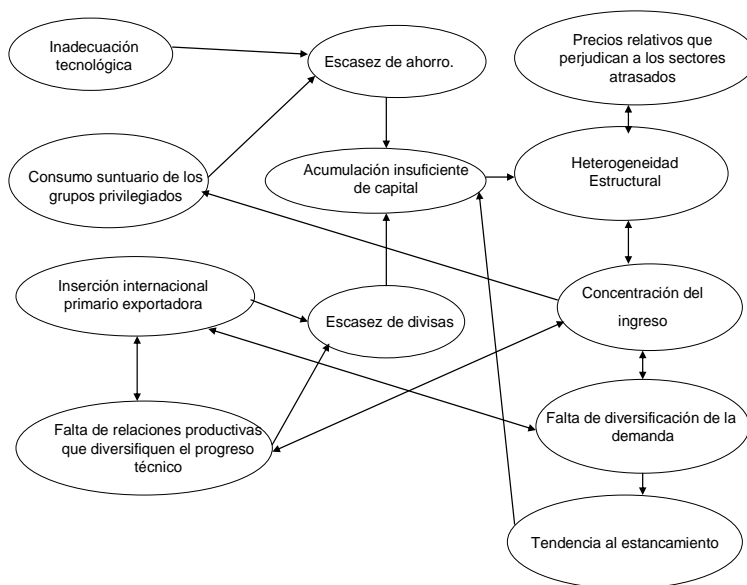 Inadecuación
tecnológica
Escasez de ahorro.
Precios relativos que
perjudican a los sectores
atrasados
Consumo suntuario de los
grupos privilegiados
Acumulación insuficiente
de capital
Heterogeneidad
Estructural
Inserción internacional
primario exportadora
Escasez de divisas
Concentración del
ingreso
Falta de relaciones productivas
que diversifiquen el progreso
técnico
Falta de diversificación de la
demanda
Tendencia al estancamiento